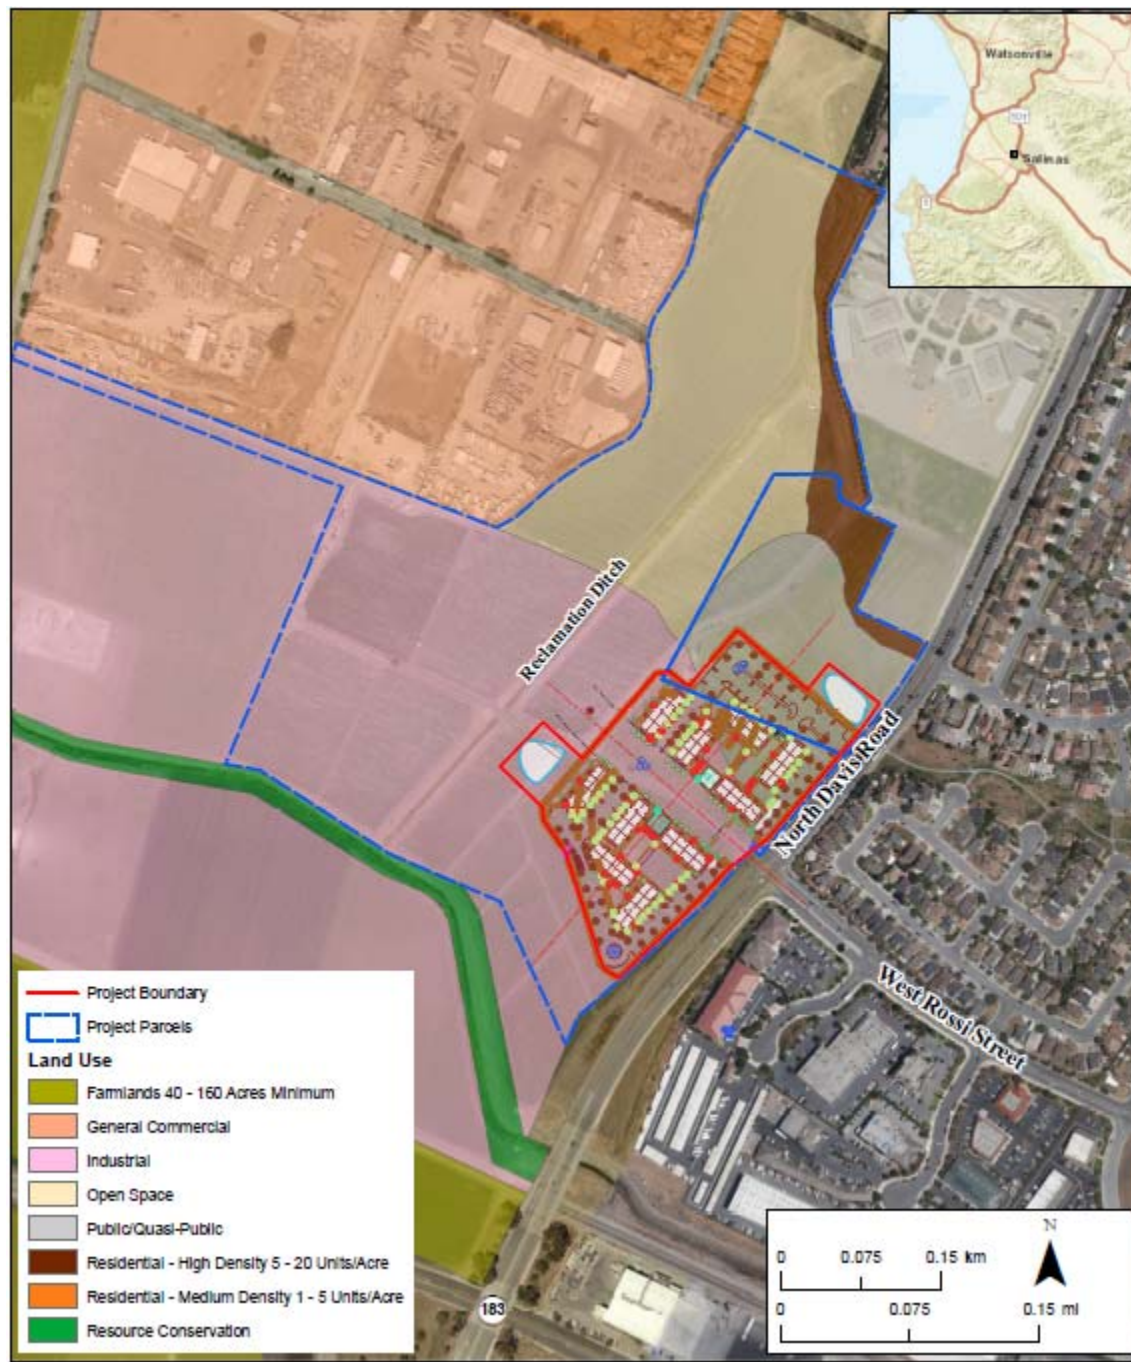 Watsonville
101
Salinas
1
Reclamation Ditch
North Davis Road
West Rossi Street
Project Boundary
Project Parcels
Land Use
Farmlands 40 - 160 Acres Minimum
General Commercial
Industrial
Open Space
Public/Quasi-Public
Residential - High Density 5 - 20 Units/Acre
Residential - Medium Density 1 - 5 Units/Acre
Resource Conservation
183
N
0 0.075 0.15 km
0 0.075 0.15 mi